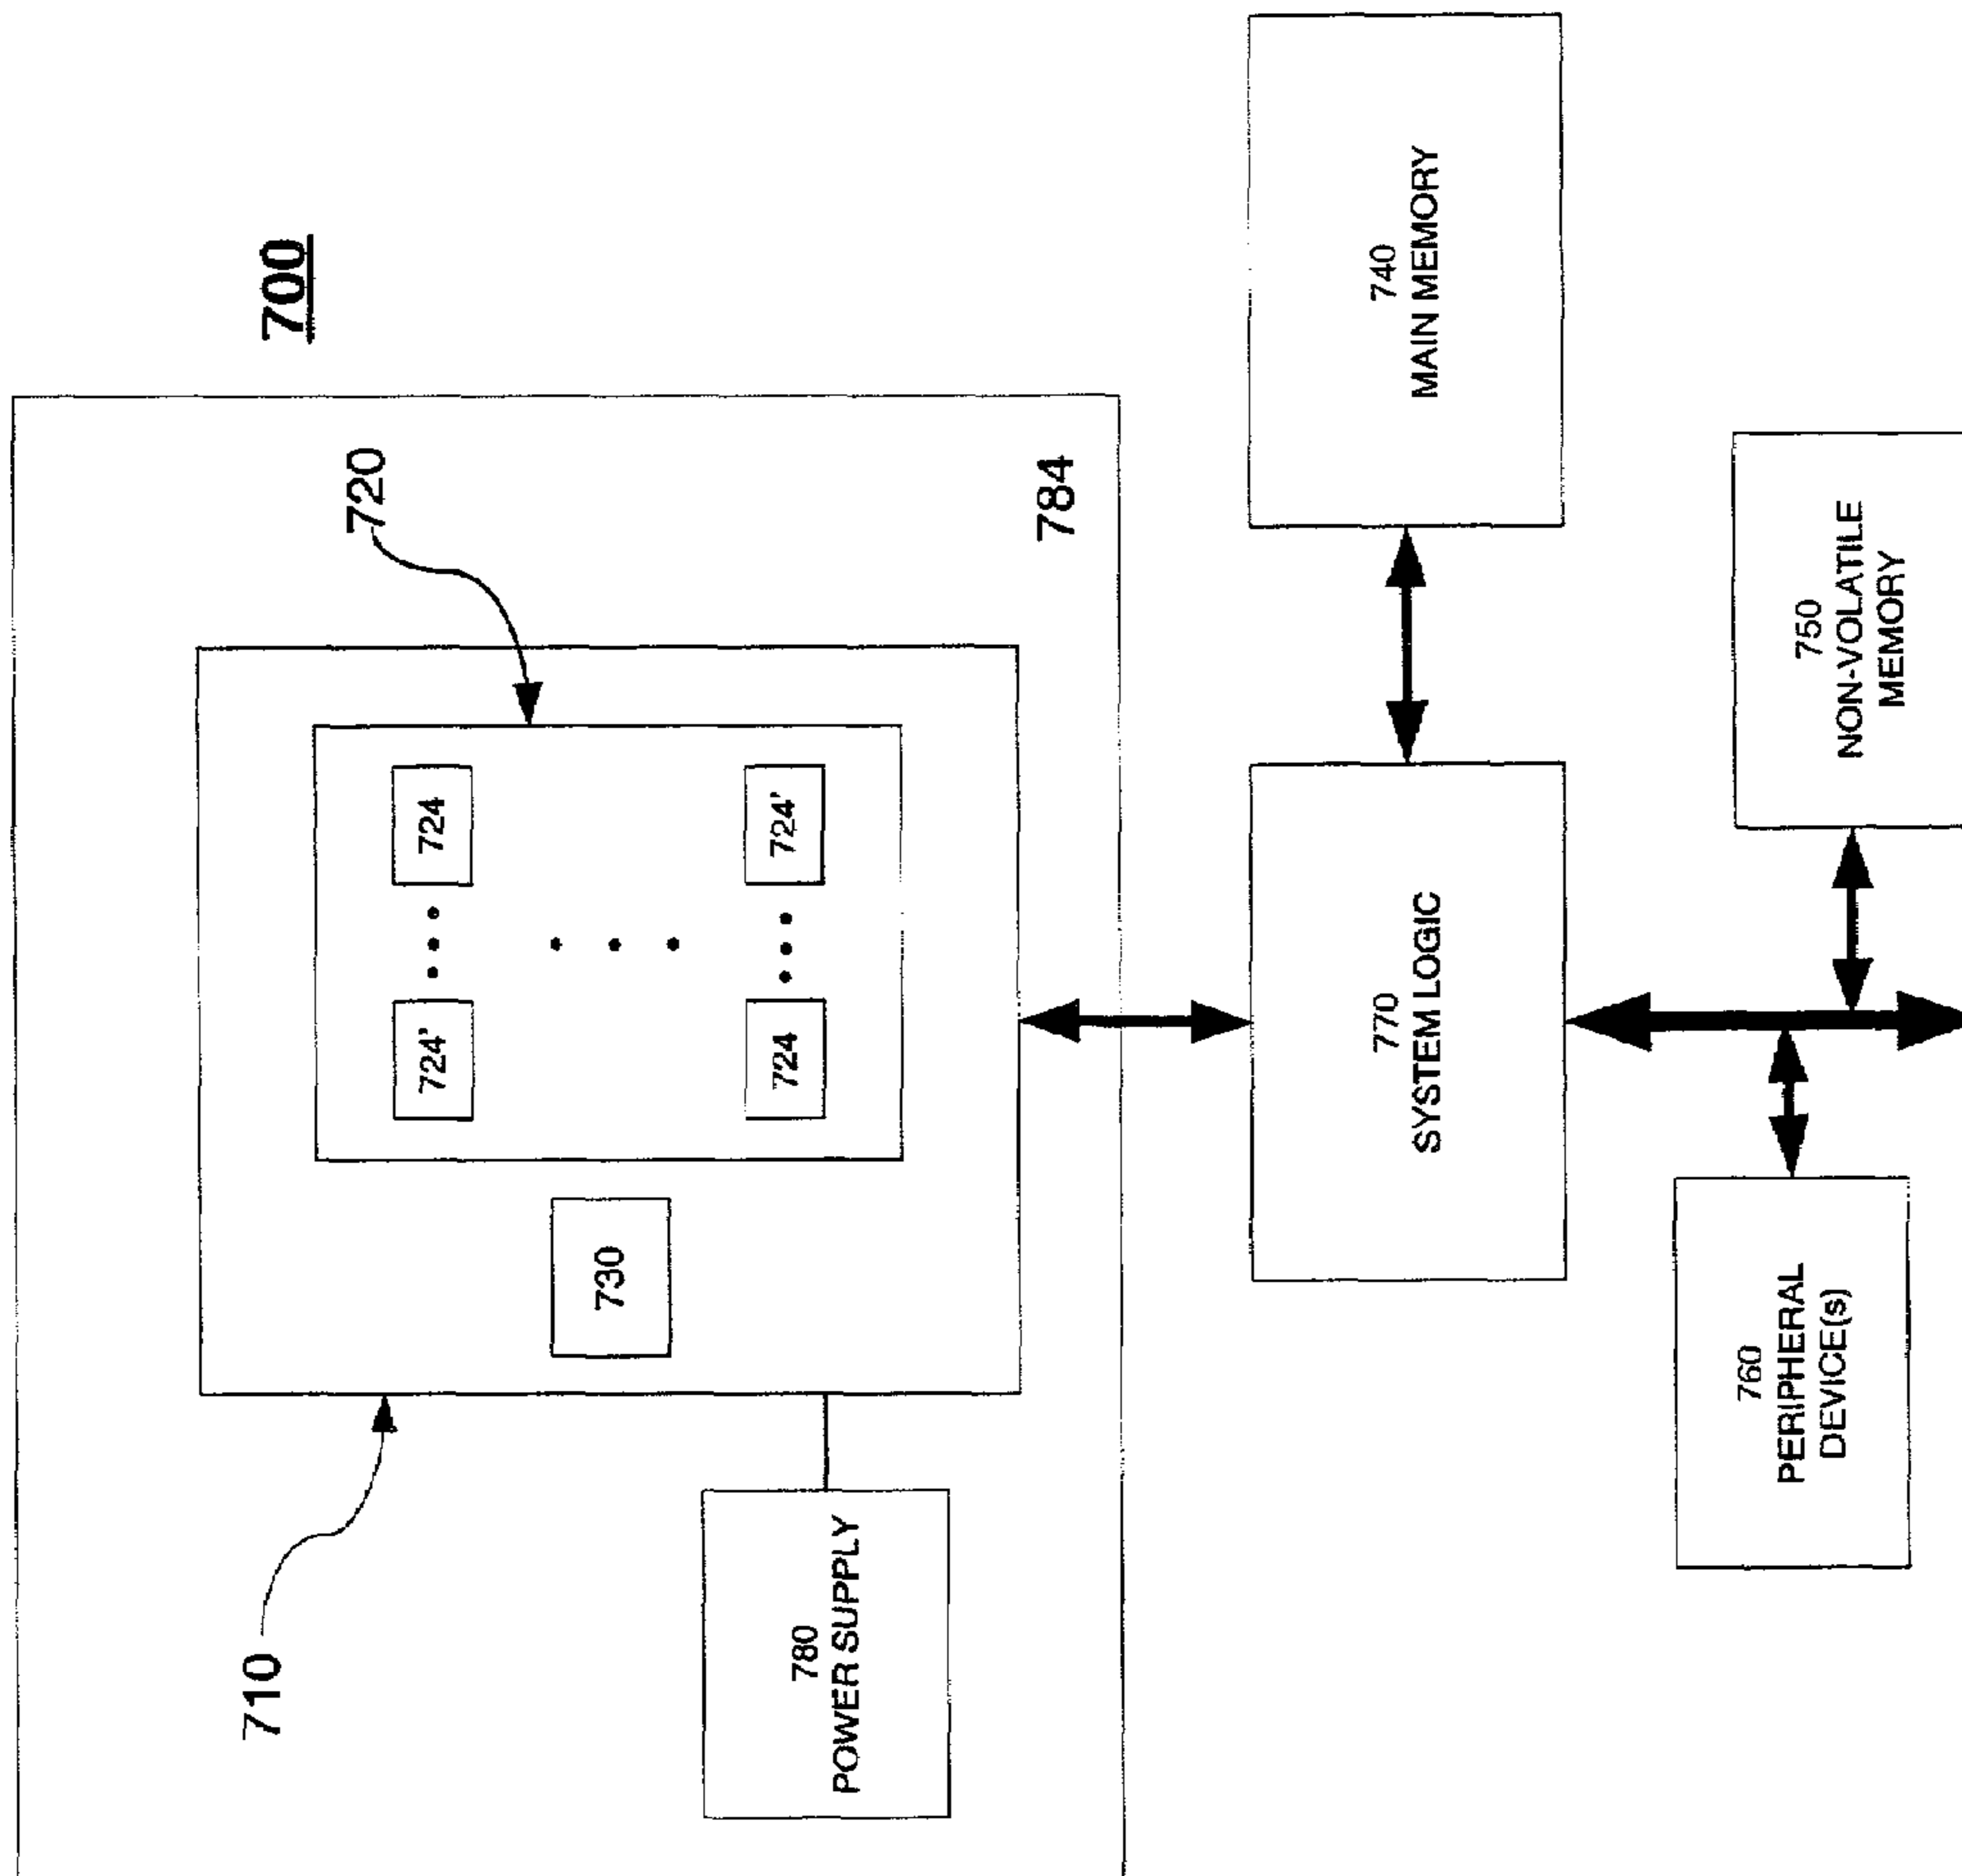 700
710
720
730
724'
724
724
724'
784
780
POWER SUPPLY
770
SYSTEM LOGIC
740
MAIN MEMORY
760
PERIPHERAL
DEVICE(s)
750
NON-VOLATILE
MEMORY